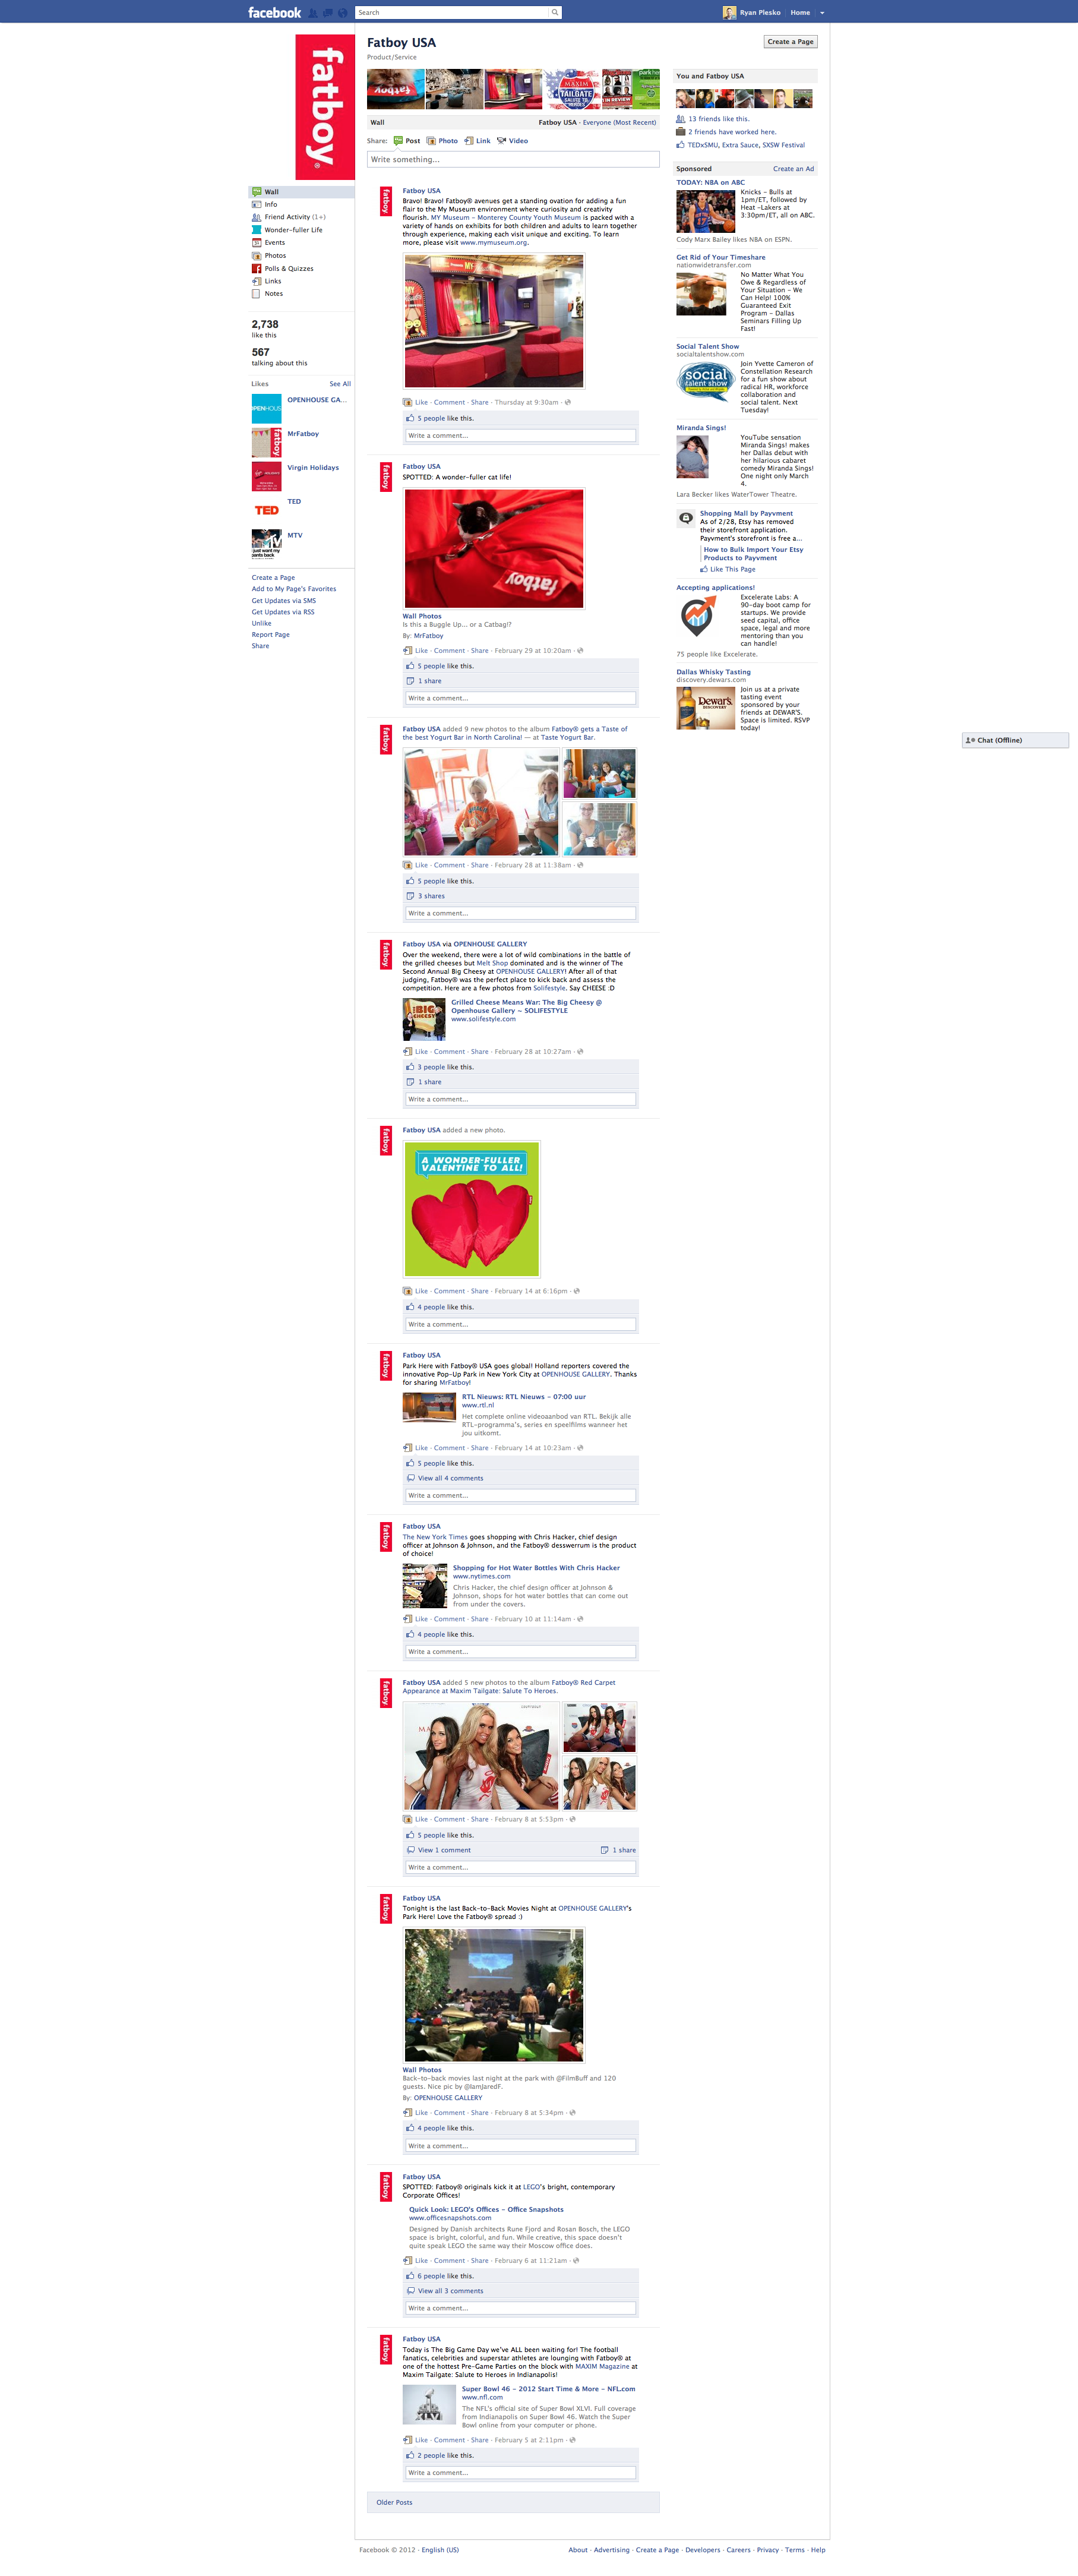 facebook
Search
Ryan Plesko
Home
fatboy
Fatboy USA
Product/Service
Create a Page
MAXIM
TAILGATE
SALUTE TO
HEROES
IN REVIEW
park here
Wall
Fatboy USA · Everyone (Most Recent)
Share: Post Photo Link Video
Write something...
Wall
Info
Friend Activity (1+)
Wonder-fuller Life
Events
Photos
Polls & Quizzes
Links
Notes
2,738
like this
567
talking about this
Likes
See All
OPENHOUSE GA...
MrFatboy
Virgin Holidays
TED
TED
MTV
Create a Page
Add to My Page's Favorites
Get Updates via SMS
Get Updates via RSS
Unlike
Report Page
Share
Fatboy USA
Bravo! Bravo! Fatboy® avenues get a standing ovation for adding a fun
flair to the My Museum environment where curiosity and creativity
flourish. MY Museum - Monterey County Youth Museum is packed with a
variety of hands on exhibits for both children and adults to learn together
through experience, making each visit unique and exciting. To learn
more, please visit www.mymuseum.org.
Like · Comment · Share · Thursday at 9:30am ·
5 people like this.
Write a comment...
Fatboy USA
SPOTTED: A wonder-fuller cat life!
fatboy
Wall Photos
Is this a Buggle Up... or a Catbag!?
By: MrFatboy
Like · Comment · Share · February 29 at 10:20am ·
5 people like this.
1 share
Write a comment...
Fatboy USA added 9 new photos to the album Fatboy® gets a Taste of
the best Yogurt Bar in North Carolina! — at Taste Yogurt Bar.
Like · Comment · Share · February 28 at 11:38am ·
5 people like this.
3 shares
Write a comment...
Fatboy USA via OPENHOUSE GALLERY
Over the weekend, there were a lot of wild combinations in the battle of
the grilled cheeses but Melt Shop dominated and is the winner of The
Second Annual Big Cheesy at OPENHOUSE GALLERY! After all of that
judging, Fatboy® was the perfect place to kick back and assess the
competition. Here are a few photos from Solifestyle. Say CHEESE :D
Grilled Cheese Means War: The Big Cheesy @
Openhouse Gallery ~ SOLIFESTYLE
www.solifestyle.com
Like · Comment · Share · February 28 at 10:27am ·
3 people like this.
1 share
Write a comment...
Fatboy USA added a new photo.
A WONDER-FULLER
VALENTINE TO ALL!
Like · Comment · Share · February 14 at 6:16pm ·
4 people like this.
Write a comment...
Fatboy USA
Park Here with Fatboy® USA goes global! Holland reporters covered the
innovative Pop-Up Park in New York City at OPENHOUSE GALLERY. Thanks
for sharing MrFatboy!
RTL Nieuws: RTL Nieuws - 07:00 uur
www.rtl.nl
Het complete online videoaanbod van RTL. Bekijk alle
RTL-programma's, series en speelfilms wanneer het
jou uitkomt.
Like · Comment · Share · February 14 at 10:23am ·
5 people like this.
View all 4 comments
Write a comment...
Fatboy USA
The New York Times goes shopping with Chris Hacker, chief design
officer at Johnson & Johnson, and the Fatboy® desswerrum is the product
of choice!
Shopping for Hot Water Bottles With Chris Hacker
www.nytimes.com
Chris Hacker, the chief design officer at Johnson &
Johnson, shops for hot water bottles that can come out
from under the covers.
Like · Comment · Share · February 10 at 11:14am ·
4 people like this.
Write a comment...
Fatboy USA added 5 new photos to the album Fatboy® Red Carpet
Appearance at Maxim Tailgate: Salute To Heroes.
Like · Comment · Share · February 8 at 5:53pm ·
5 people like this.
View 1 comment
1 share
Write a comment...
Fatboy USA
Tonight is the last Back-to-Back Movies Night at OPENHOUSE GALLERY's
Park Here! Love the Fatboy® spread :)
Wall Photos
Back-to-back movies last night at the park with @FilmBuff and 120
guests. Nice pic by @IamJaredF.
By: OPENHOUSE GALLERY
Like · Comment · Share · February 8 at 5:34pm ·
4 people like this.
Write a comment...
Fatboy USA
SPOTTED: Fatboy® originals kick it at LEGO's bright, contemporary
Corporate Offices!
Quick Look: LEGO's Offices - Office Snapshots
www.officesnapshots.com
Designed by Danish architects Rune Fjord and Rosan Bosch, the LEGO
space is bright, colorful, and fun. While creative, this space doesn't
quite speak LEGO the same way their Moscow office does.
Like · Comment · Share · February 6 at 11:21am ·
6 people like this.
View all 3 comments
Write a comment...
Fatboy USA
Today is The Big Game Day we've ALL been waiting for! The football
fanatics, celebrities and superstar athletes are lounging with Fatboy® at
one of the hottest Pre-Game Parties on the block with MAXIM Magazine at
Maxim Tailgate: Salute to Heroes in Indianapolis!
XLVI
Super Bowl 46 - 2012 Start Time & More - NFL.com
www.nfl.com
The NFL's official site of Super Bowl XLVI. Full coverage
from Indianapolis on Super Bowl 46. Watch the Super
Bowl online from your computer or phone.
Like · Comment · Share · February 5 at 2:11pm ·
2 people like this.
Write a comment...
Older Posts
You and Fatboy USA
13 friends like this.
2 friends have worked here.
TEDxSMU, Extra Sauce, SXSW Festival
Sponsored
Create an Ad
TODAY: NBA on ABC
Knicks - Bulls at
1pm/ET, followed by
Heat -Lakers at
3:30pm/ET, all on ABC.
Cody Marx Bailey likes NBA on ESPN.
Get Rid of Your Timeshare
nationwidetransfer.com
No Matter What You
Owe & Regardless of
Your Situation - We
Can Help! 100%
Guaranteed Exit
Program - Dallas
Seminars Filling Up
Fast!
Social Talent Show
socialtalentshow.com
social
talent show
Join Yvette Cameron of
Constellation Research
for a fun show about
radical HR, workforce
collaboration and
social talent. Next
Tuesday!
Miranda Sings!
YouTube sensation
Miranda Sings! makes
her Dallas debut with
her hilarious cabaret
comedy Miranda Sings!
One night only March
4.
Lara Becker likes WaterTower Theatre.
Shopping Mall by Payvment
As of 2/28, Etsy has removed
their storefront application.
Payvment's storefront is free a...
How to Bulk Import Your Etsy
Products to Payvment
Like This Page
Accepting applications!
Excelerate Labs: A
90-day boot camp for
startups. We provide
seed capital, office
space, legal and more
mentoring than you
can handle!
75 people like Excelerate.
Dallas Whisky Tasting
discovery.dewars.com
Dewar's
DISCOVERY
Join us at a private
tasting event
sponsored by your
friends at DEWAR'S.
Space is limited. RSVP
today!
Chat (Offline)
Facebook © 2012 · English (US)
About · Advertising · Create a Page · Developers · Careers · Privacy · Terms · Help